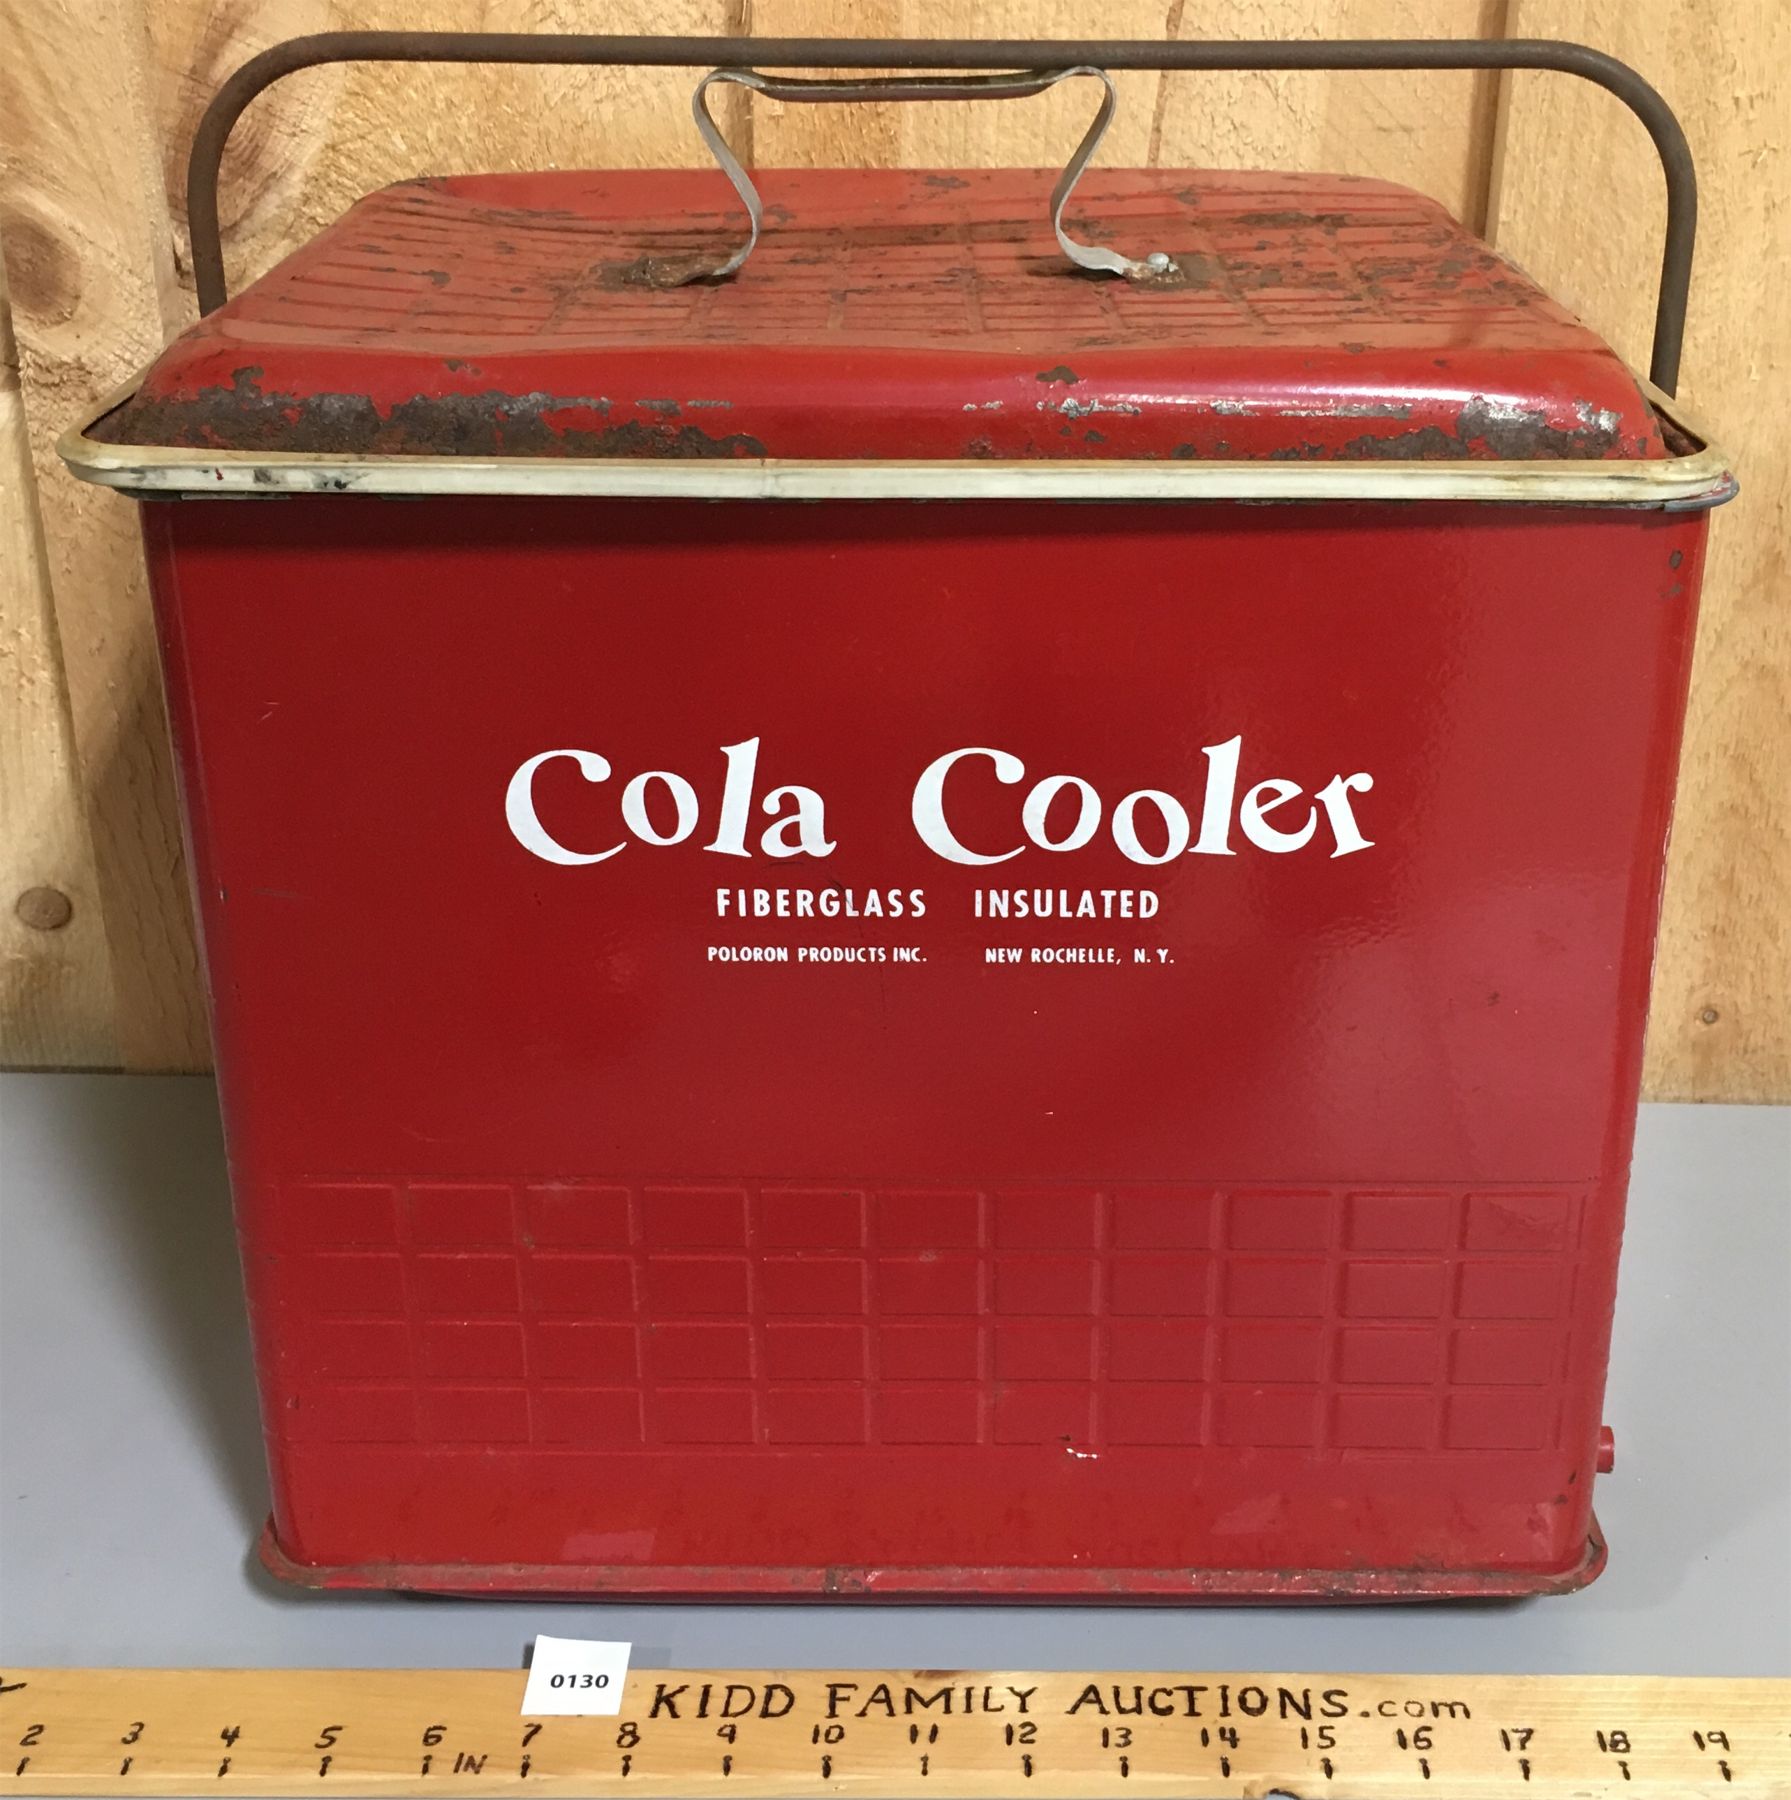 Cola Cooler
FIBERGLASS INSULATED
POLORON PRODUCTS INC. NEW ROCHELLE, N. Y.
0130
KIDD FAMILY AUCTIONS.com
2 3 4 5 6 IN 7 8 9 10 11 12 13 14 15 16 17 18 19